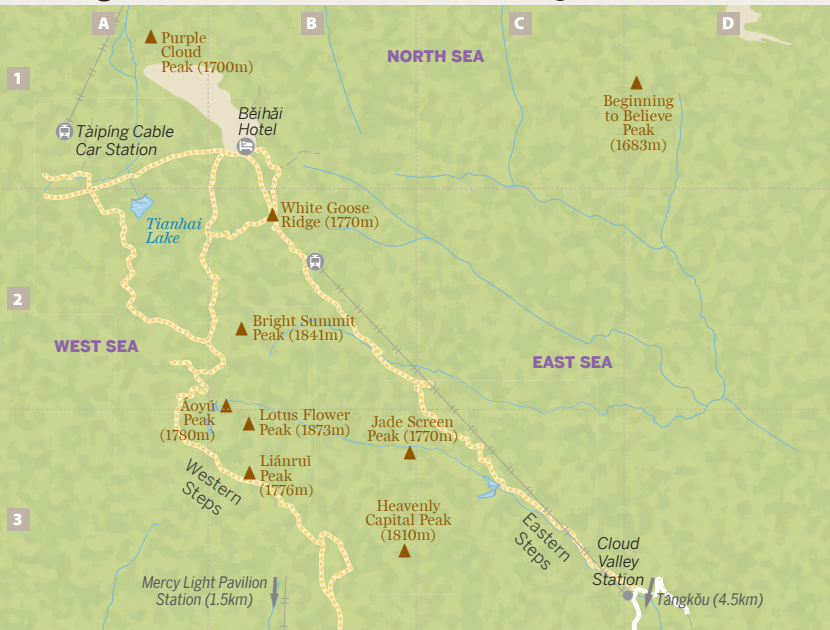 A
B
C
D
1
2
3
Purple
Cloud
Peak (1700m)
NORTH SEA
Beginning
to Believe
Peak
(1683m)
Běihǎi
Hotel
Tàipíng Cable
Car Station
White Goose
Ridge (1770m)
Tianhai
Lake
Bright Summit
Peak (1841m)
WEST SEA
EAST SEA
Áoyú
Peak
(1780m)
Lotus Flower
Peak (1873m)
Jade Screen
Peak (1770m)
Liánruǐ
Peak
(1776m)
Western
Steps
Heavenly
Capital Peak
(1810m)
Eastern
Steps
Cloud
Valley
Station
Mercy Light Pavilion
Station (1.5km)
Tāngkǒu (4.5km)